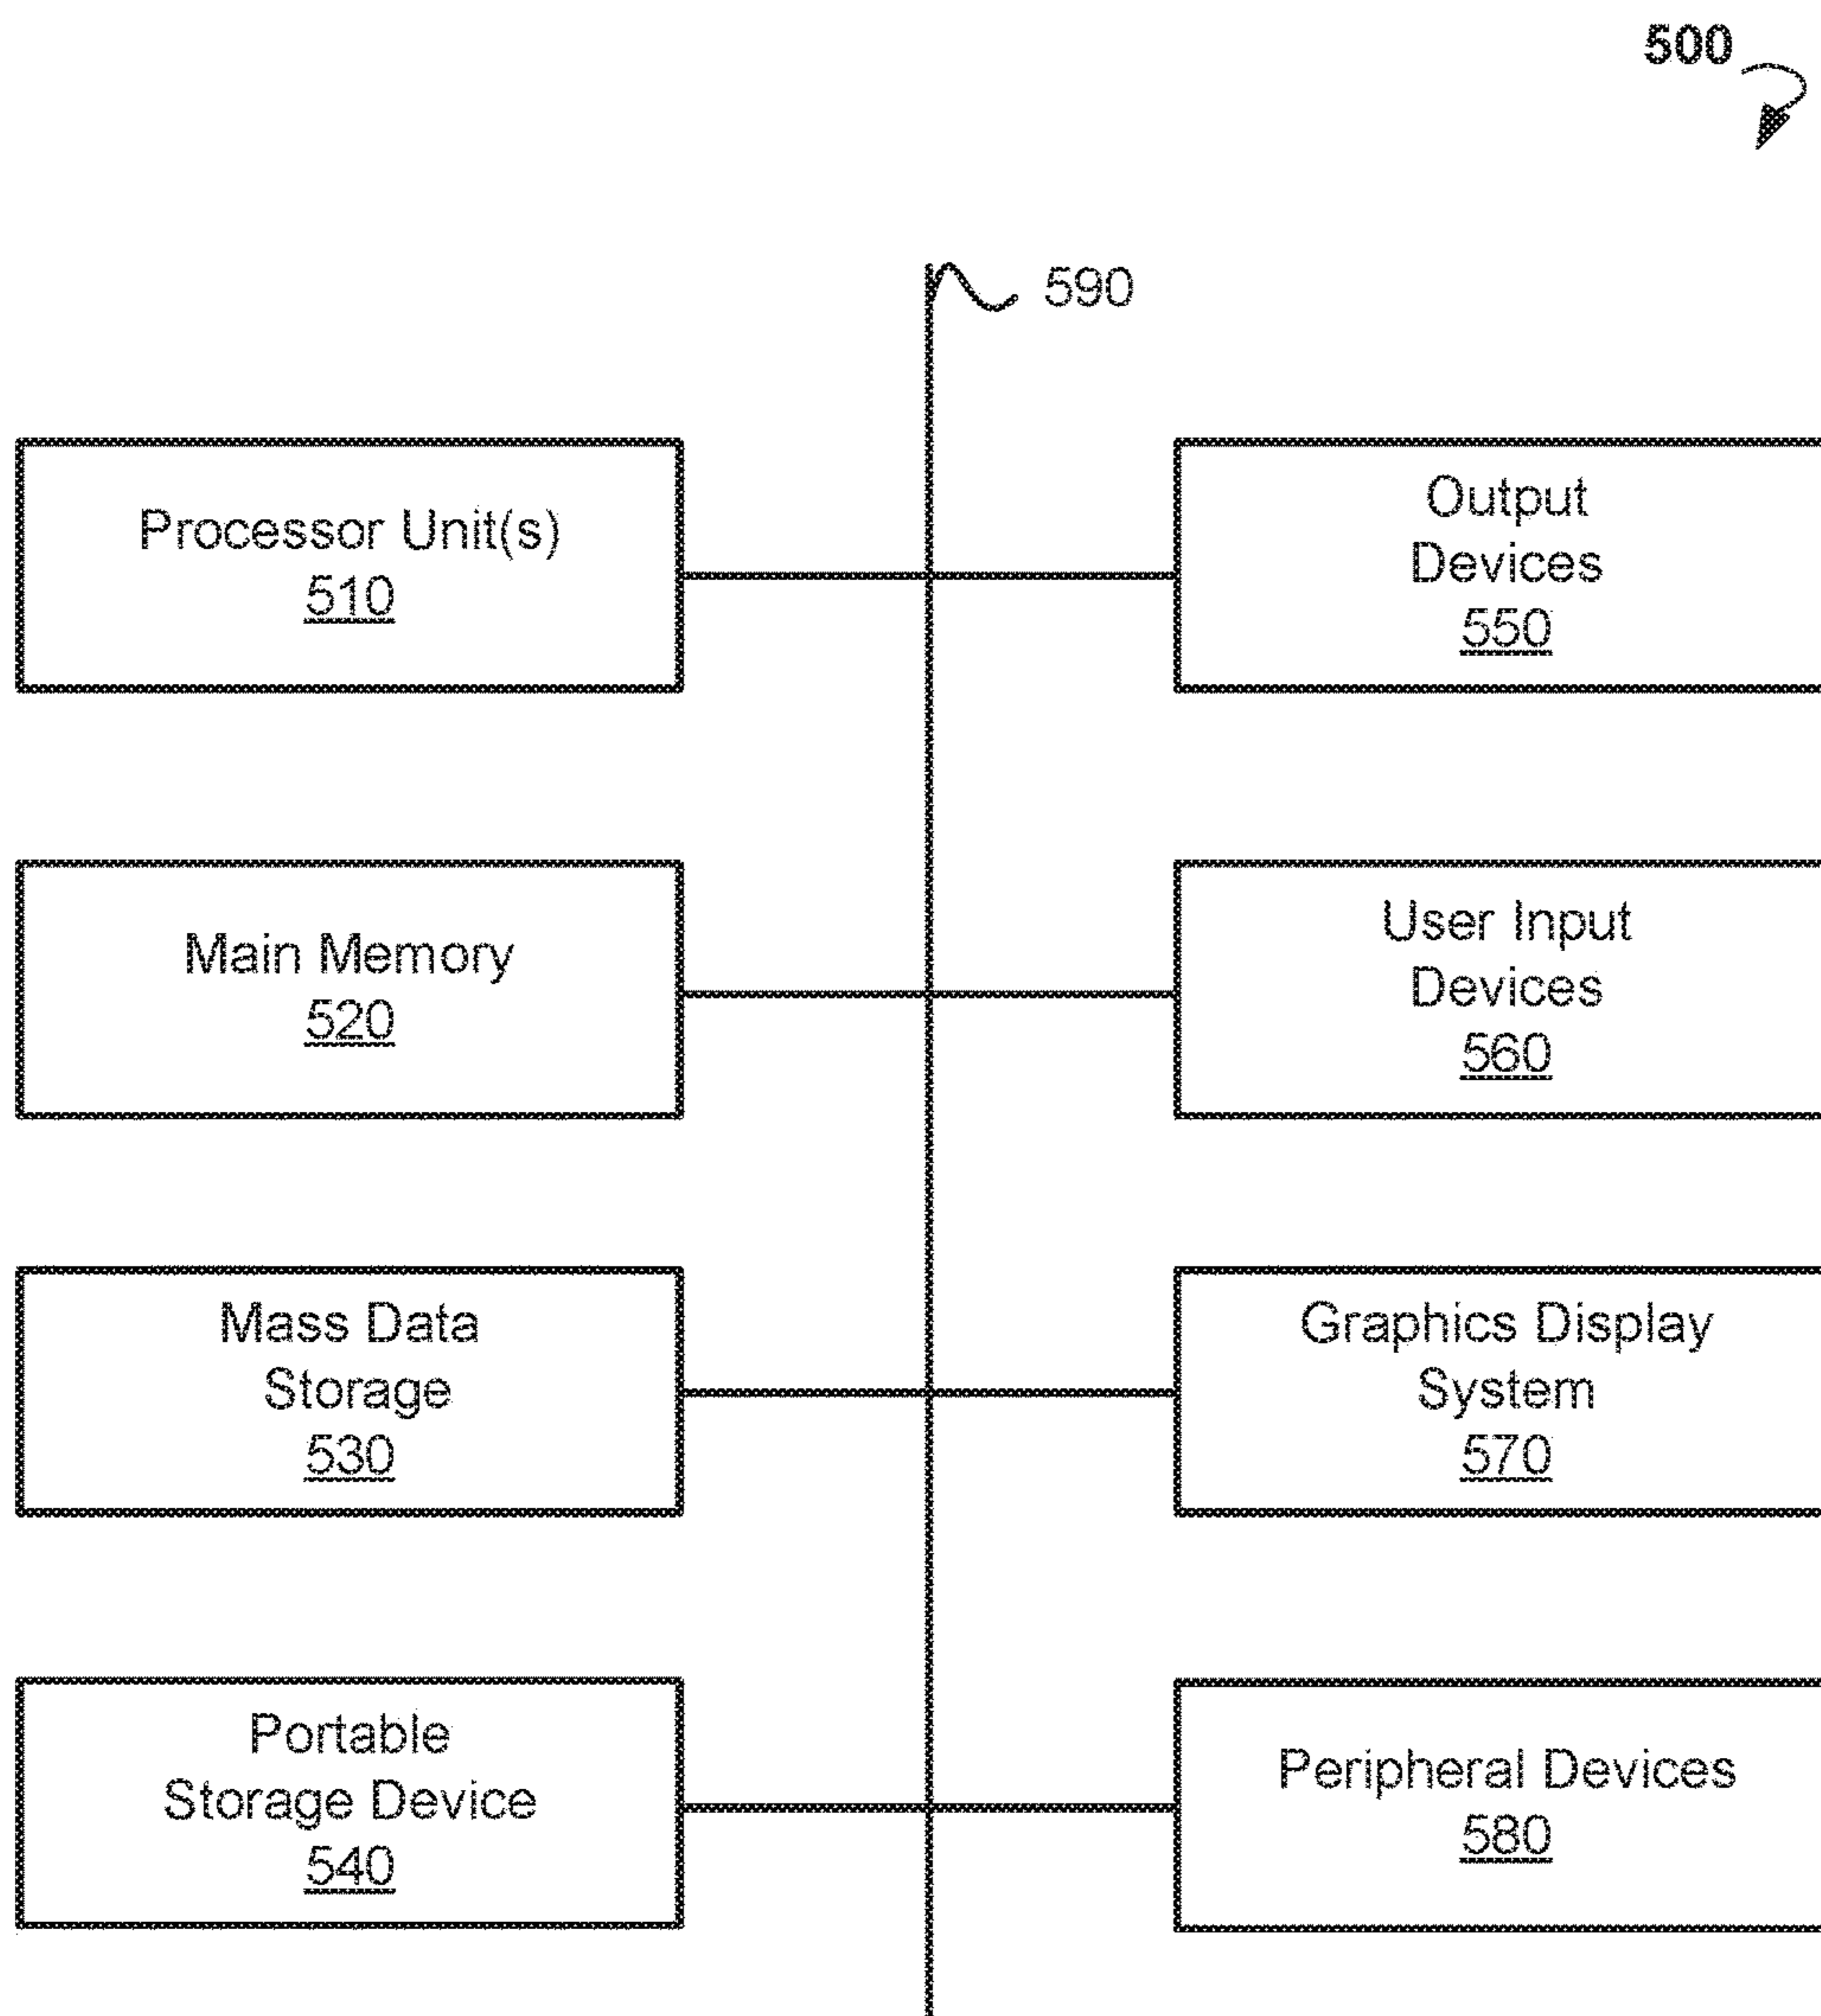 500
590
Processor Unit(s)
510
Output
Devices
550
Main Memory
520
User Input
Devices
560
Mass Data
Storage
530
Graphics Display
System
570
Portable
Storage Device
540
Peripheral Devices
580